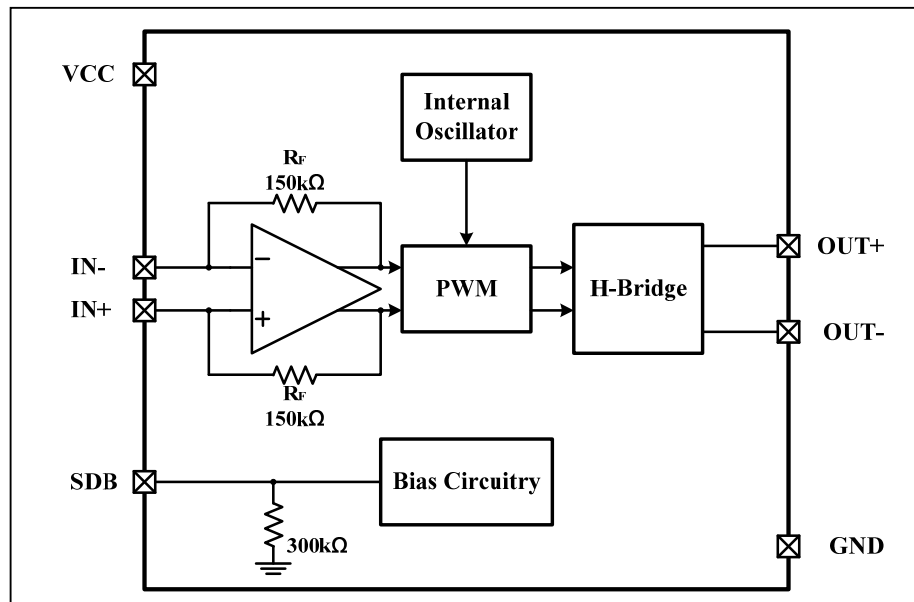 VCC
Internal
Oscillator
RF
150kΩ
IN-
IN+
−
+
PWM
H-Bridge
OUT+
OUT-
RF
150kΩ
SDB
Bias Circuitry
300kΩ
GND